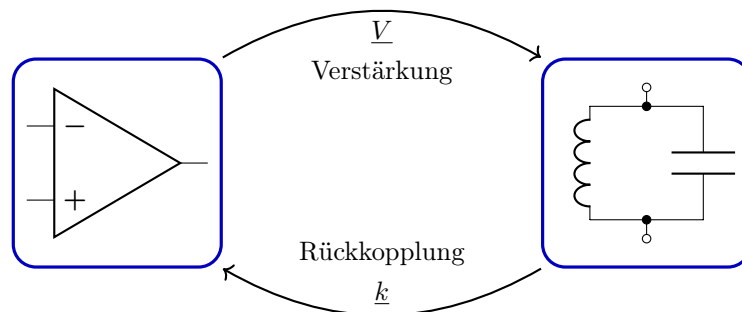 V
Verstärkung
−
+
Rückkopplung
k